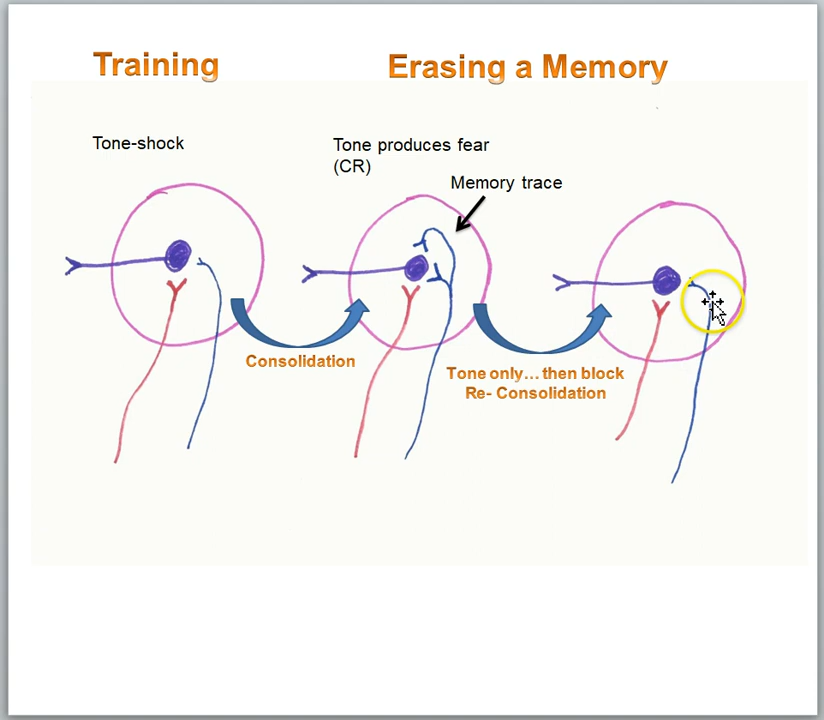 Training
Erasing a Memory
Tone-shock
Tone produces fear
(CR)
Memory trace
Consolidation
Tone only... then block
Re- Consolidation